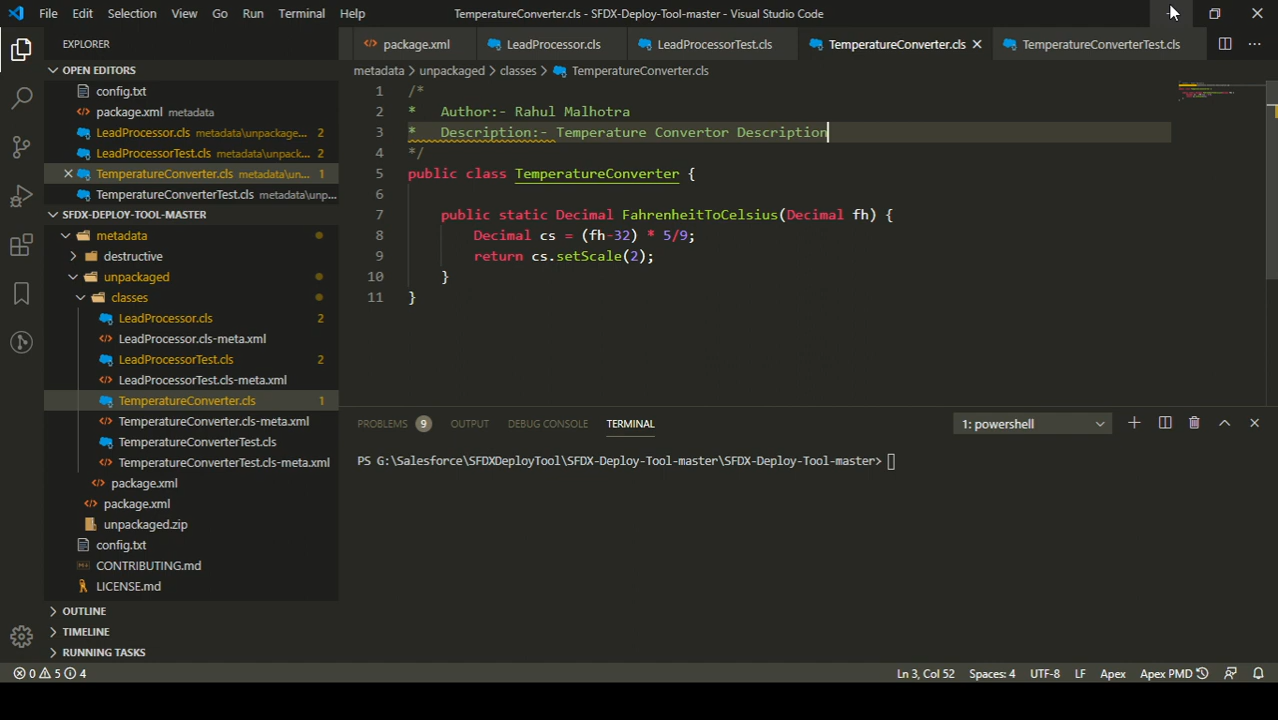 File Edit Selection View Go Run Terminal Help TemperatureConverter.cls - SFDX-Deploy-Tool-master - Visual Studio Code
EXPLORER
OPEN EDITORS
config.txt
package.xml metadata
LeadProcessor.cls metadata\unpackage... 2
LeadProcessorTest.cls metadata\unpack... 2
TemperatureConverter.cls metadata\un... 1
TemperatureConverterTest.cls metadata\unp...
SFDX-DEPLOY-TOOL-MASTER
metadata
destructive
unpackaged
classes
LeadProcessor.cls 2
LeadProcessor.cls-meta.xml
LeadProcessorTest.cls 2
LeadProcessorTest.cls-meta.xml
TemperatureConverter.cls 1
TemperatureConverter.cls-meta.xml
TemperatureConverterTest.cls
TemperatureConverterTest.cls-meta.xml
package.xml
package.xml
unpackaged.zip
config.txt
CONTRIBUTING.md
LICENSE.md
OUTLINE
TIMELINE
RUNNING TASKS
package.xml LeadProcessor.cls LeadProcessorTest.cls TemperatureConverter.cls TemperatureConverterTest.cls
metadata > unpackaged > classes > TemperatureConverter.cls
1 /*
2 * Author:- Rahul Malhotra
3 * Description:- Temperature Convertor Description
4 */
5 public class TemperatureConverter {
6
7 public static Decimal FahrenheitToCelsius(Decimal fh) {
8 Decimal cs = (fh-32) * 5/9;
9 return cs.setScale(2);
10 }
11 }
PROBLEMS 9 OUTPUT DEBUG CONSOLE TERMINAL 1: powershell
PS G:\Salesforce\SFDXDeployTool\SFDX-Deploy-Tool-master\SFDX-Deploy-Tool-master>
0 5 4 Ln 3, Col 52 Spaces: 4 UTF-8 LF Apex Apex PMD